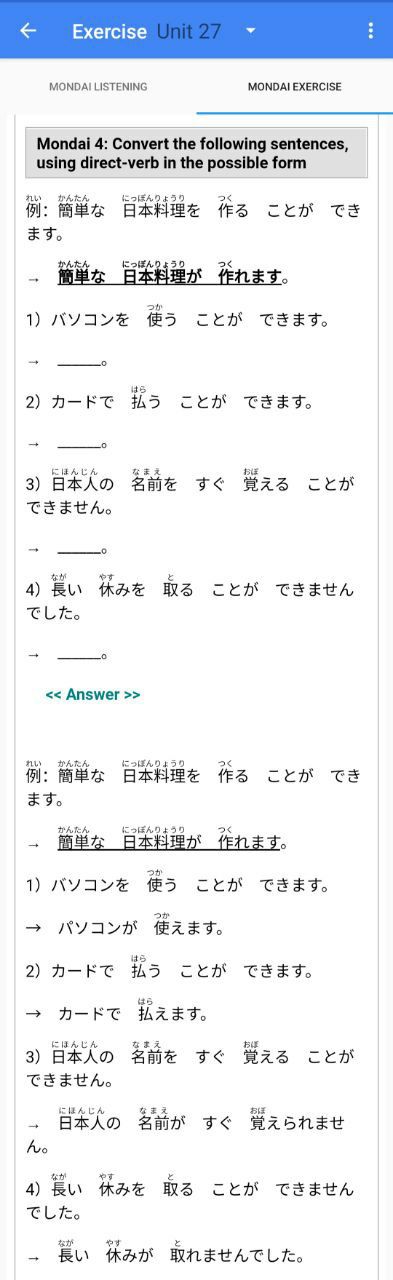 Exercise Unit 27
MONDAI LISTENING MONDAI EXERCISE
Mondai 4: Convert the following sentences,
using direct-verb in the possible form
れい かんたん にっぽんりょうり つく
例：簡単な 日本料理を 作る ことが でき
ます。
かんたん にっぽんりょうり つく
→ 簡単な 日本料理が 作れます。
つか
1）バソコンを 使う ことが できます。
→ ______。
はら
2）カードで 払う ことが できます。
→ ______。
にほんじん なまえ おぼ
3）日本人の 名前を すぐ 覚える ことが
できません。
→ ______。
なが やす と
4）長い 休みを 取る ことが できません
でした。
→ ______。
<< Answer >>
れい かんたん にっぽんりょうり つく
例：簡単な 日本料理を 作る ことが でき
ます。
かんたん にっぽんりょうり つく
→ 簡単な 日本料理が 作れます。
つか
1）バソコンを 使う ことが できます。
つか
→ パソコンが 使えます。
はら
2）カードで 払う ことが できます。
はら
→ カードで 払えます。
にほんじん なまえ おぼ
3）日本人の 名前を すぐ 覚える ことが
できません。
にほんじん なまえ おぼ
→ 日本人の 名前が すぐ 覚えられませ
ん。
なが やす と
4）長い 休みを 取る ことが できません
でした。
なが やす と
→ 長い 休みが 取れませんでした。